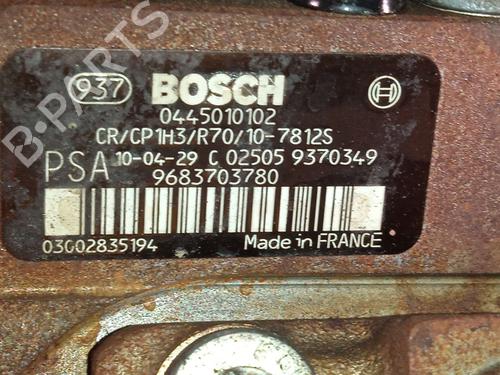 937 BOSCH
0445010102
CR/CP1H3/R70/10-7812S
PSA 10-04-29 C 02505 9370349
9683703780
03002835194 Made in FRANCE
B-PARTS